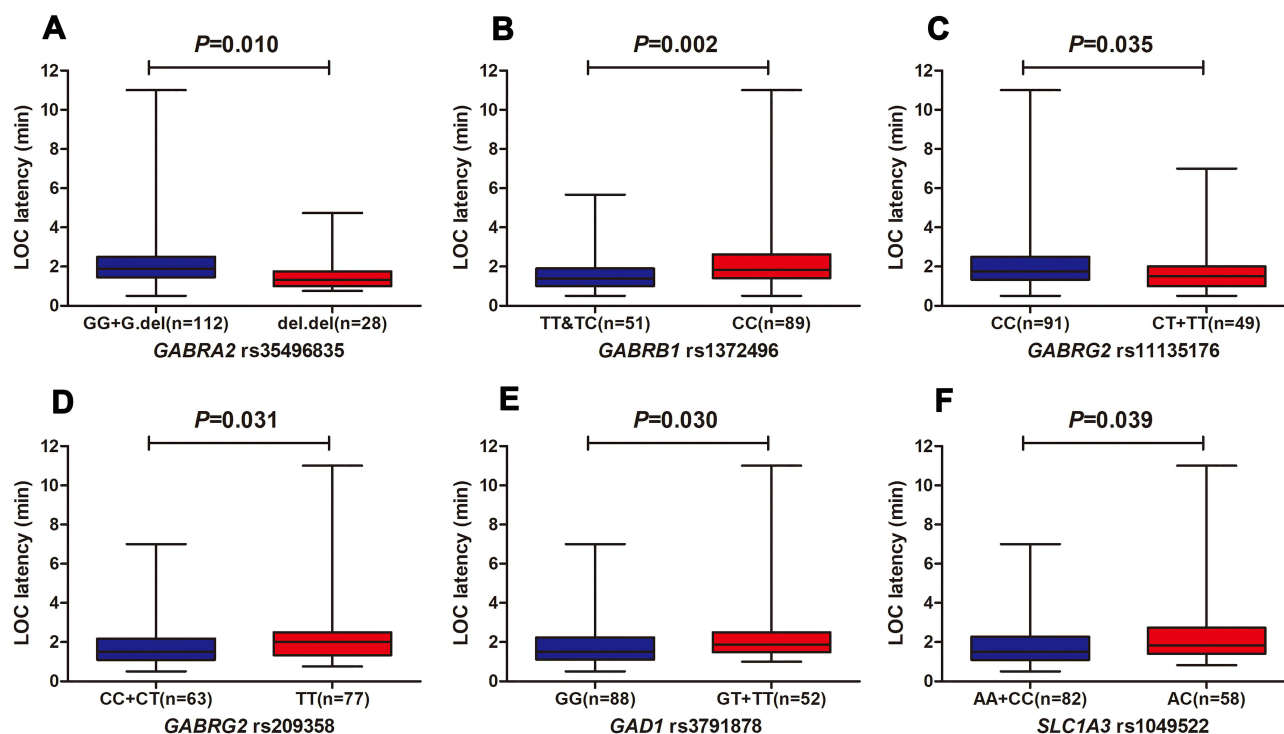 A
P=0.010
LOC latency (min)
12
10
8
6
4
2
0
GG+G.del(n=112)
del.del(n=28)
GABRA2 rs35496835
B
P=0.002
LOC latency (min)
12
10
8
6
4
2
0
TT&TC(n=51)
CC(n=89)
GABRB1 rs1372496
C
P=0.035
LOC latency (min)
12
10
8
6
4
2
0
CC(n=91)
CT+TT(n=49)
GABRG2 rs11135176
D
P=0.031
LOC latency (min)
12
10
8
6
4
2
0
CC+CT(n=63)
TT(n=77)
GABRG2 rs209358
E
P=0.030
LOC latency (min)
12
10
8
6
4
2
0
GG(n=88)
GT+TT(n=52)
GAD1 rs3791878
F
P=0.039
LOC latency (min)
12
10
8
6
4
2
0
AA+CC(n=82)
AC(n=58)
SLC1A3 rs1049522